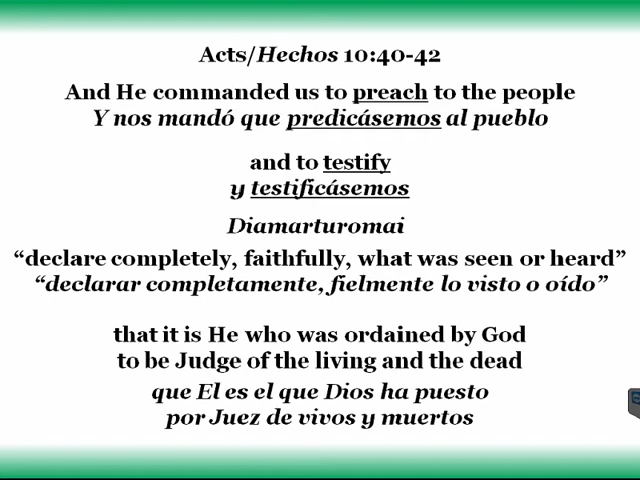 Acts/Hechos 10:40-42
And He commanded us to preach to the people
Y nos mandó que predicásemos al pueblo
and to testify
y testificásemos
Diamarturomai
“declare completely, faithfully, what was seen or heard”
“declarar completamente, fielmente lo visto o oído”
that it is He who was ordained by God
to be Judge of the living and the dead
que El es el que Dios ha puesto
por Juez de vivos y muertos